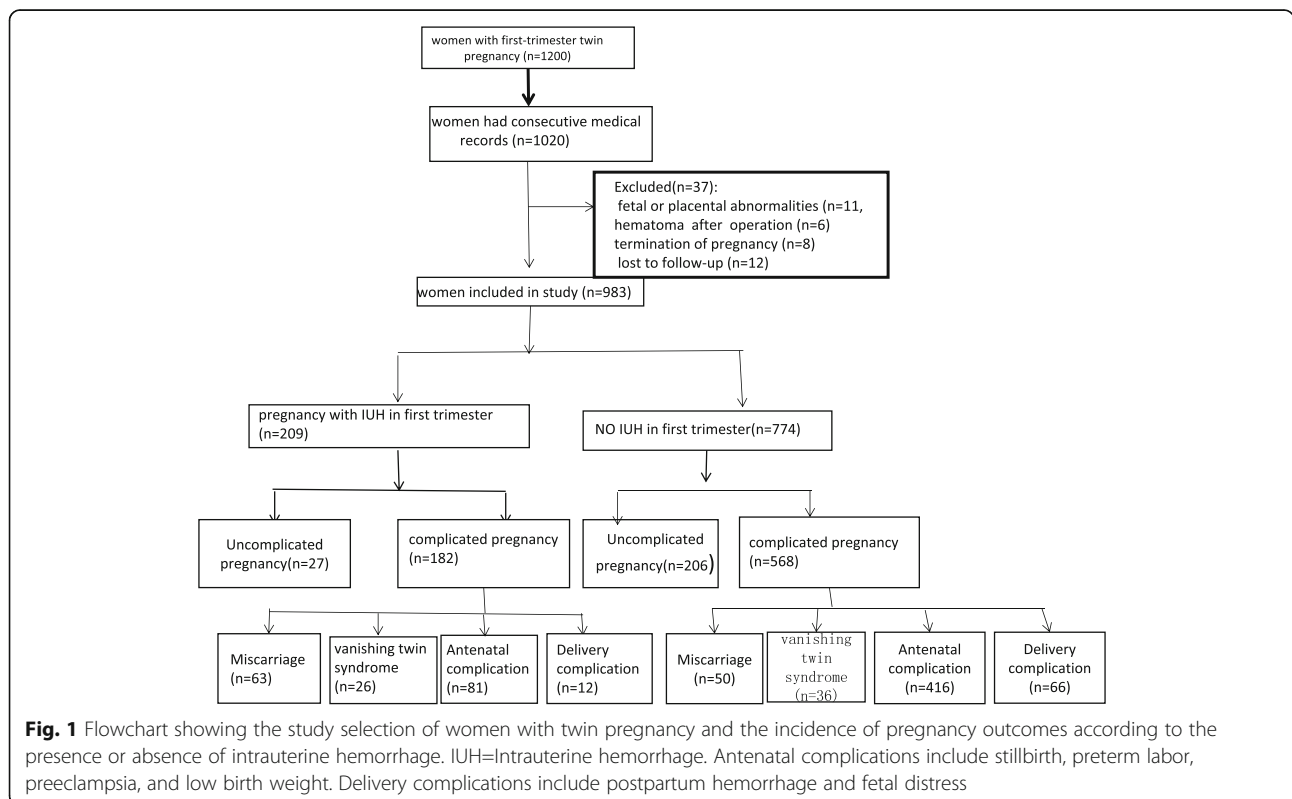 women with first-trimester twin
pregnancy (n=1200)
women had consecutive medical
records (n=1020)
Excluded(n=37):
fetal or placental abnormalities (n=11,
hematoma after operation (n=6)
termination of pregnancy (n=8)
lost to follow-up (n=12)
women included in study (n=983)
pregnancy with IUH in first trimester
(n=209)
NO IUH in first trimester(n=774)
Uncomplicated
pregnancy(n=27)
complicated pregnancy
(n=182)
Uncomplicated
pregnancy(n=206)
complicated pregnancy
(n=568)
Miscarriage
(n=63)
vanishing twin
syndrome
(n=26)
Antenatal
complication
(n=81)
Delivery
complication
(n=12)
Miscarriage
(n=50)
vanishing
twin
syndrome
(n=36)
Antenatal
complication
(n=416)
Delivery
complication
(n=66)
Fig. 1 Flowchart showing the study selection of women with twin pregnancy and the incidence of pregnancy outcomes according to the
presence or absence of intrauterine hemorrhage. IUH=Intrauterine hemorrhage. Antenatal complications include stillbirth, preterm labor,
preeclampsia, and low birth weight. Delivery complications include postpartum hemorrhage and fetal distress